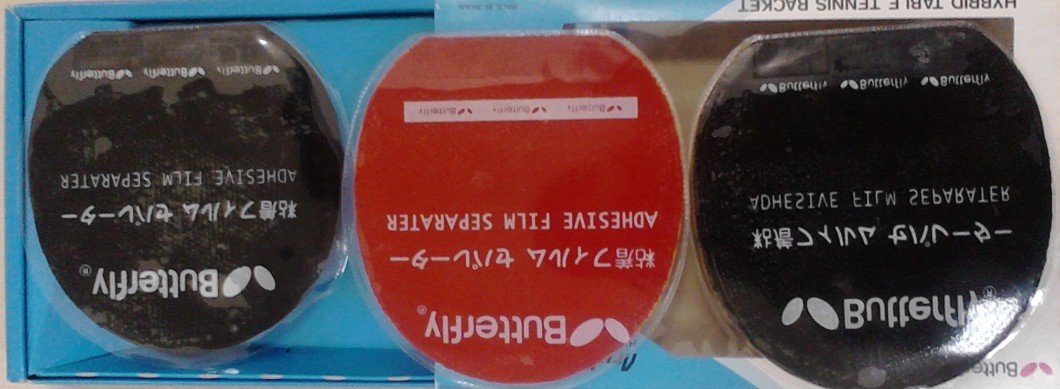 HYBRID TABLE TENNIS RACKET
MADE IN JAPAN
Butterfly®
粘着フィルム セパレーター
ADHESIVE FILM SEPARATER
Butterfly Butterfly Butterfly
Butterfly®
粘着フィルム セパレーター
ADHESIVE FILM SEPARATER
Butterfly Butterfly Butterfly
Butterfly®
粘着フィルム セパレーター
ADHESIVE FILM SEPARATER
Butterfly Butterfly Butterfly